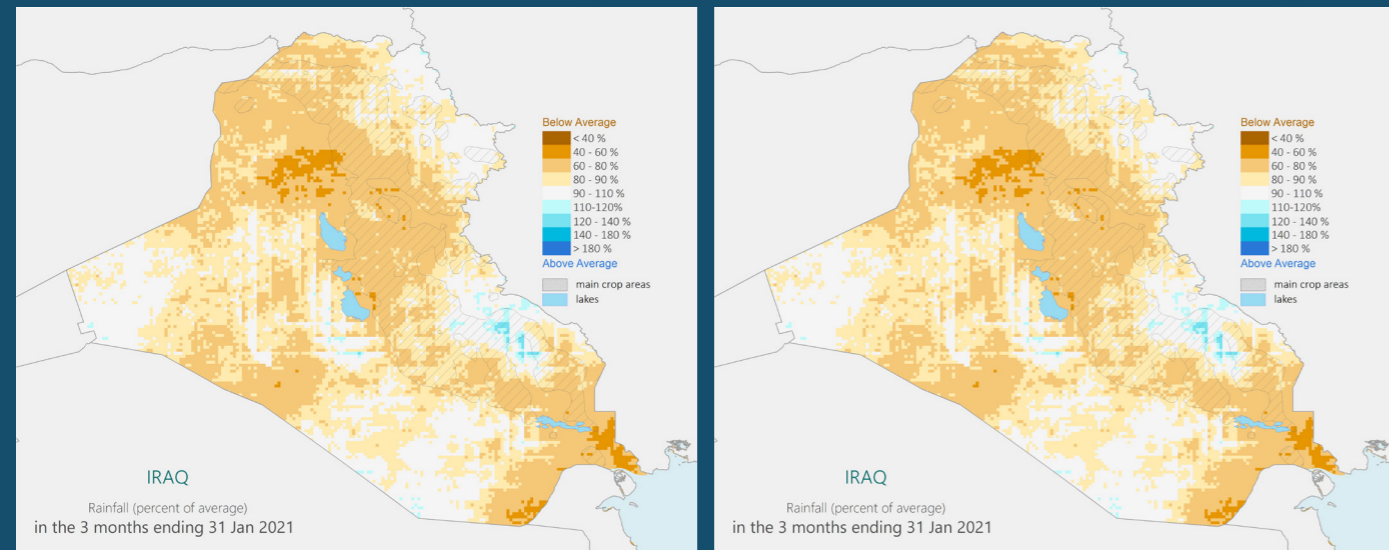 Below Average
< 40 %
40 - 60 %
60 - 80 %
80 - 90 %
90 - 110 %
110-120%
120 - 140 %
140 - 180 %
> 180 %
Above Average
main crop areas
lakes
IRAQ
Rainfall (percent of average)
in the 3 months ending 31 Jan 2021
Below Average
< 40 %
40 - 60 %
60 - 80 %
80 - 90 %
90 - 110 %
110-120%
120 - 140 %
140 - 180 %
> 180 %
Above Average
main crop areas
lakes
IRAQ
Rainfall (percent of average)
in the 3 months ending 31 Jan 2021